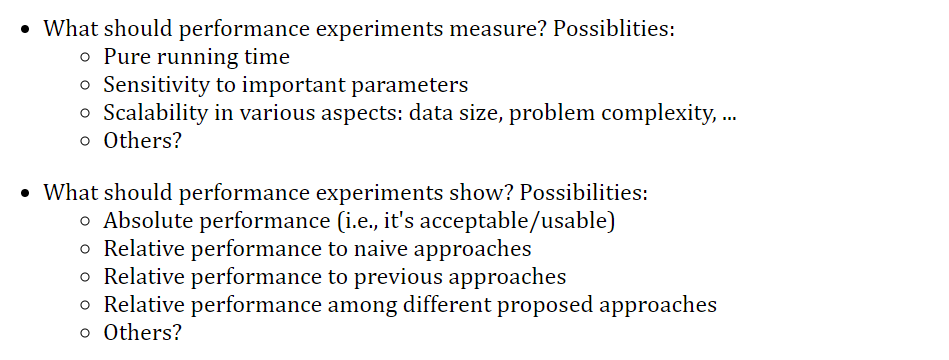 • What should performance experiments measure? Possiblities:
◦ Pure running time
◦ Sensitivity to important parameters
◦ Scalability in various aspects: data size, problem complexity, ...
◦ Others?
• What should performance experiments show? Possibilities:
◦ Absolute performance (i.e., it's acceptable/usable)
◦ Relative performance to naive approaches
◦ Relative performance to previous approaches
◦ Relative performance among different proposed approaches
◦ Others?